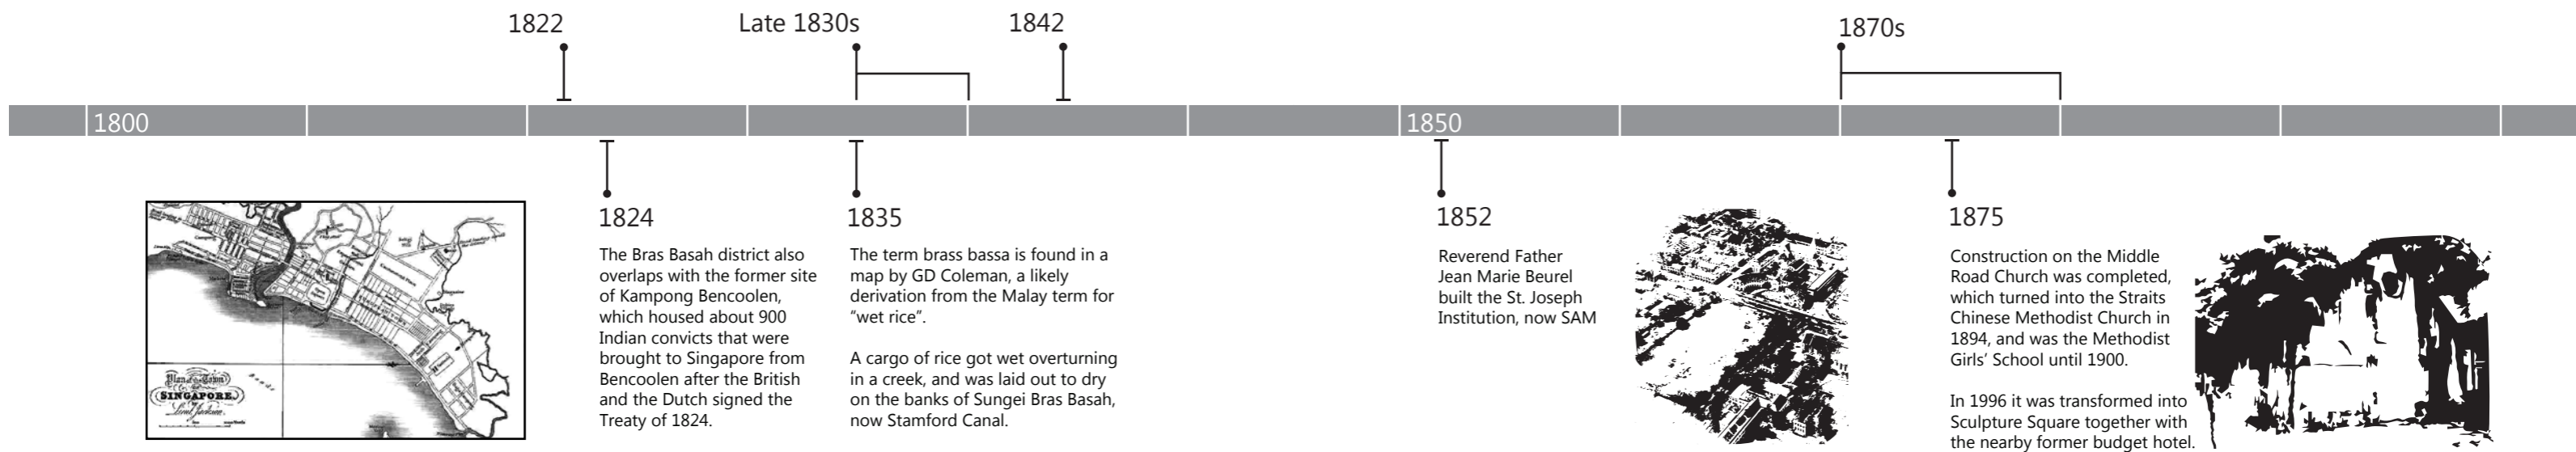 1822
Late 1830s
1842
1870s
1800
1850
1824
The Bras Basah district also
overlaps with the former site
of Kampong Bencoolen,
which housed about 900
Indian convicts that were
brought to Singapore from
Bencoolen after the British
and the Dutch signed the
Treaty of 1824.
1835
The term brass bassa is found in a
map by GD Coleman, a likely
derivation from the Malay term for
“wet rice”.
A cargo of rice got wet overturning
in a creek, and was laid out to dry
on the banks of Sungei Bras Basah,
now Stamford Canal.
1852
Reverend Father
Jean Marie Beurel
built the St. Joseph
Institution, now SAM
1875
Construction on the Middle
Road Church was completed,
which turned into the Straits
Chinese Methodist Church in
1894, and was the Methodist
Girls’ School until 1900.
In 1996 it was transformed into
Sculpture Square together with
the nearby former budget hotel.
Plan of the Town
SINGAPORE
Lieut Jackson